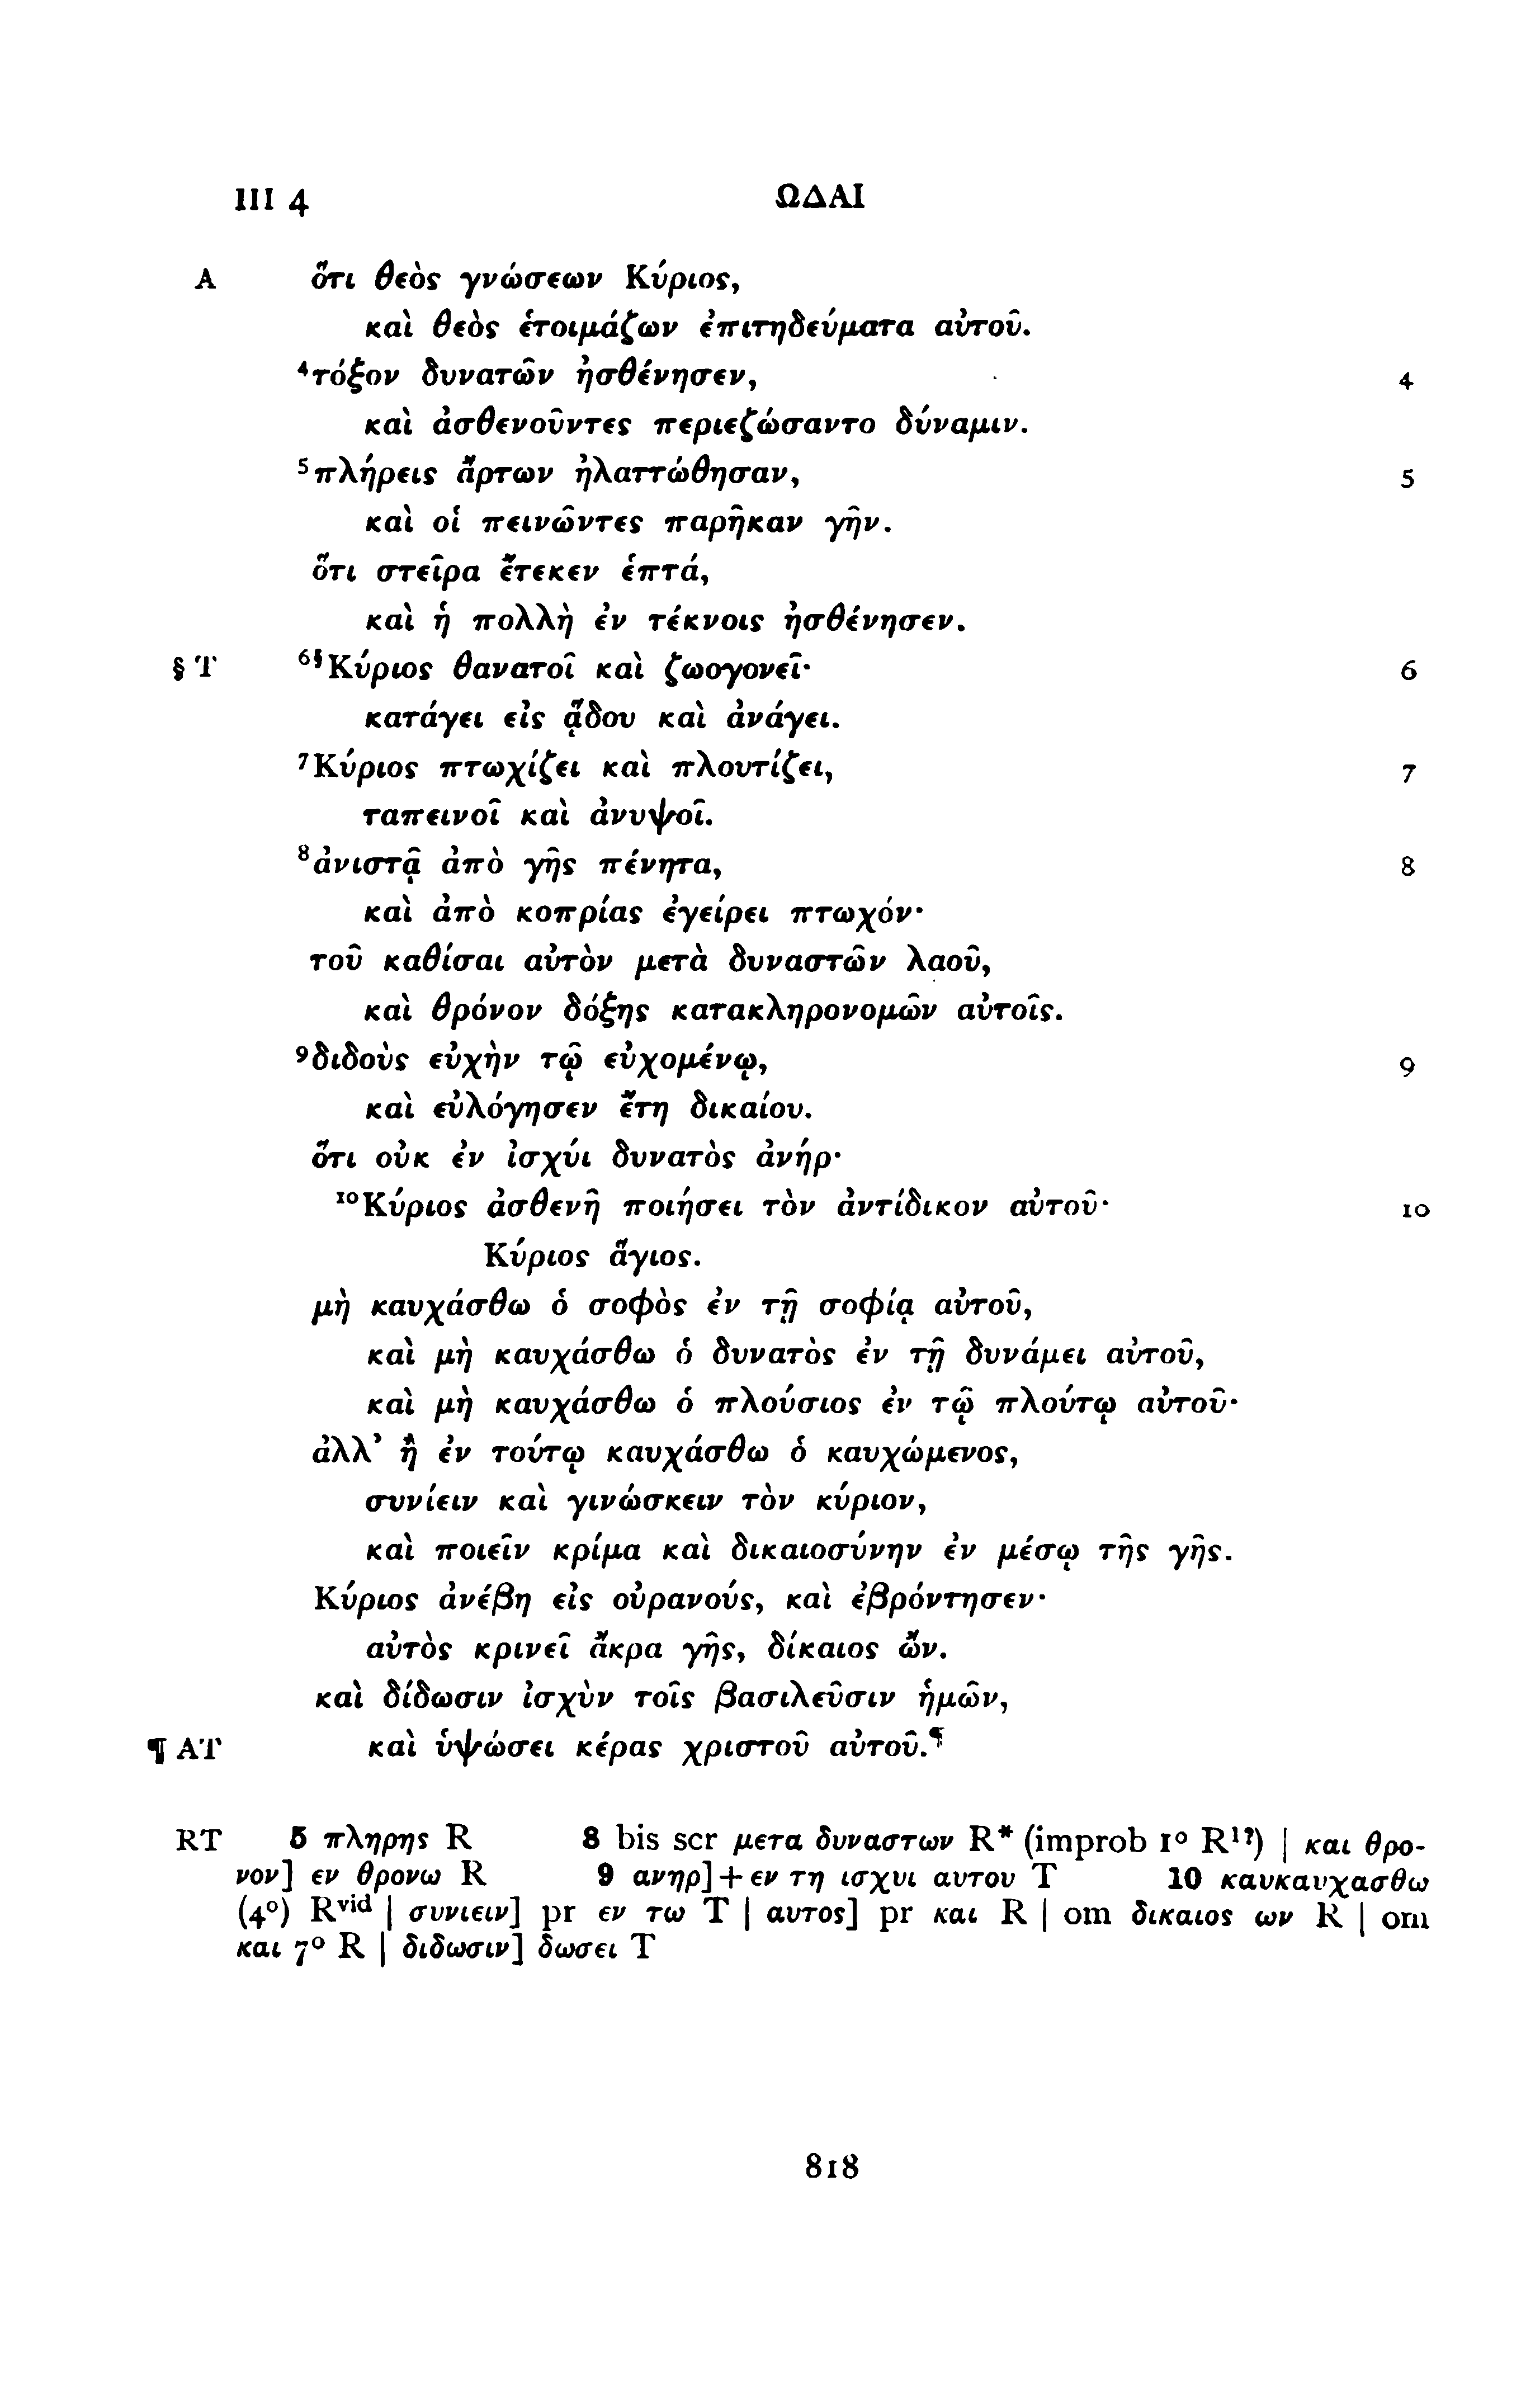 III 4 ΩΔΑΙ
A ὅτι θεὸς γνώσεων Κύριος,
καὶ θεὸς ἑτοιμάζων ἐπιτηδεύματα αὐτοῦ.
⁴τόξον δυνατῶν ἠσθένησεν, 4
καὶ ἀσθενοῦντες περιεζώσαντο δύναμιν.
⁵πλήρεις ἄρτων ἠλαττώθησαν, 5
καὶ οἱ πεινῶντες παρῆκαν γῆν.
ὅτι στεῖρα ἔτεκεν ἑπτά,
καὶ ἡ πολλὴ ἐν τέκνοις ἠσθένησεν.
§ T ⁶§Κύριος θανατοῖ καὶ ζωογονεῖ· 6
κατάγει εἰς ᾅδου καὶ ἀνάγει.
⁷Κύριος πτωχίζει καὶ πλουτίζει, 7
ταπεινοῖ καὶ ἀνυψοῖ.
⁸ἀνιστᾷ ἀπὸ γῆς πένητα, 8
καὶ ἀπὸ κοπρίας ἐγείρει πτωχόν·
τοῦ καθίσαι αὐτὸν μετὰ δυναστῶν λαοῦ,
καὶ θρόνον δόξης κατακληρονομῶν αὐτοῖς.
⁹διδοὺς εὐχὴν τῷ εὐχομένῳ, 9
καὶ εὐλόγησεν ἔτη δικαίου.
ὅτι οὐκ ἐν ἰσχύι δυνατὸς ἀνήρ·
¹⁰Κύριος ἀσθενῆ ποιήσει τὸν ἀντίδικον αὐτοῦ· 10
Κύριος ἅγιος.
μὴ καυχάσθω ὁ σοφὸς ἐν τῇ σοφίᾳ αὐτοῦ,
καὶ μὴ καυχάσθω ὁ δυνατὸς ἐν τῇ δυνάμει αὐτοῦ,
καὶ μὴ καυχάσθω ὁ πλούσιος ἐν τῷ πλούτῳ αὐτοῦ·
ἀλλ’ ἢ ἐν τούτῳ καυχάσθω ὁ καυχώμενος,
συνίειν καὶ γινώσκειν τὸν κύριον,
καὶ ποιεῖν κρίμα καὶ δικαιοσύνην ἐν μέσῳ τῆς γῆς.
Κύριος ἀνέβη εἰς οὐρανούς, καὶ ἐβρόντησεν·
αὐτὸς κρινεῖ ἄκρα γῆς, δίκαιος ὤν.
καὶ δίδωσιν ἰσχὺν τοῖς βασιλεῦσιν ἡμῶν,
¶ AT καὶ ὑψώσει κέρας χριστοῦ αὐτοῦ.¶
RT 5 πληρης R 8 bis scr μετα δυναστων R* (improb 1° R¹?) | και θρο-
νον] εν θρονω R 9 ανηρ]+εν τη ισχυι αυτου T 10 καυκαυχασθω
(4°) Rvid | συνιειν] pr εν τω T | αυτος] pr και R | om δικαιος ων R | om
και 7° R | διδωσιν] δωσει T
818